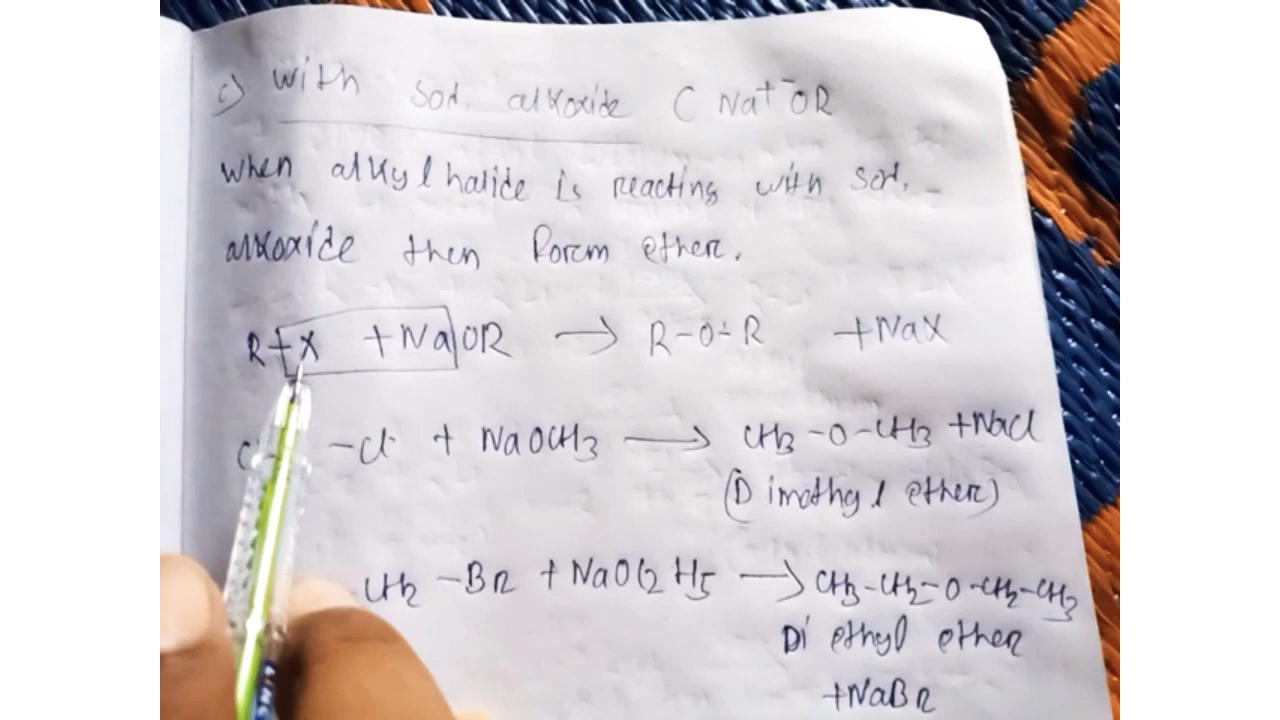 c) With sod. alkoxide ( Na⁺ ⁻OR
When alkyl halide is reacting with sod.
alkoxide then form ether.
R-X + NaOR → R-O-R + NaX
-Cl + NaOCH3 → CH3-O-CH3 + NaCl
(Dimethyl ether)
CH2-Br + NaOC2H5 → CH3-CH2-O-CH2-CH3
Di ethyl ether
+NaBr